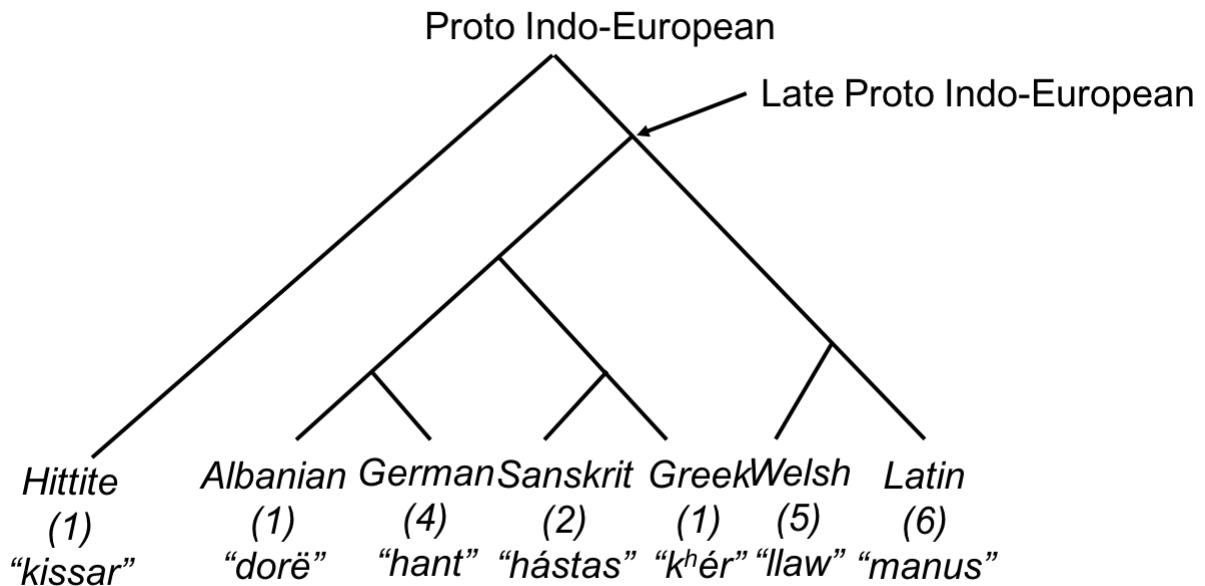 Proto Indo-European
Late Proto Indo-European
Hittite Albanian German Sanskrit Greek Welsh Latin
(1) (1) (4) (2) (1) (5) (6)
“kissar” “dorë” “hant” “hástas” “kʰér” “llaw” “manus”